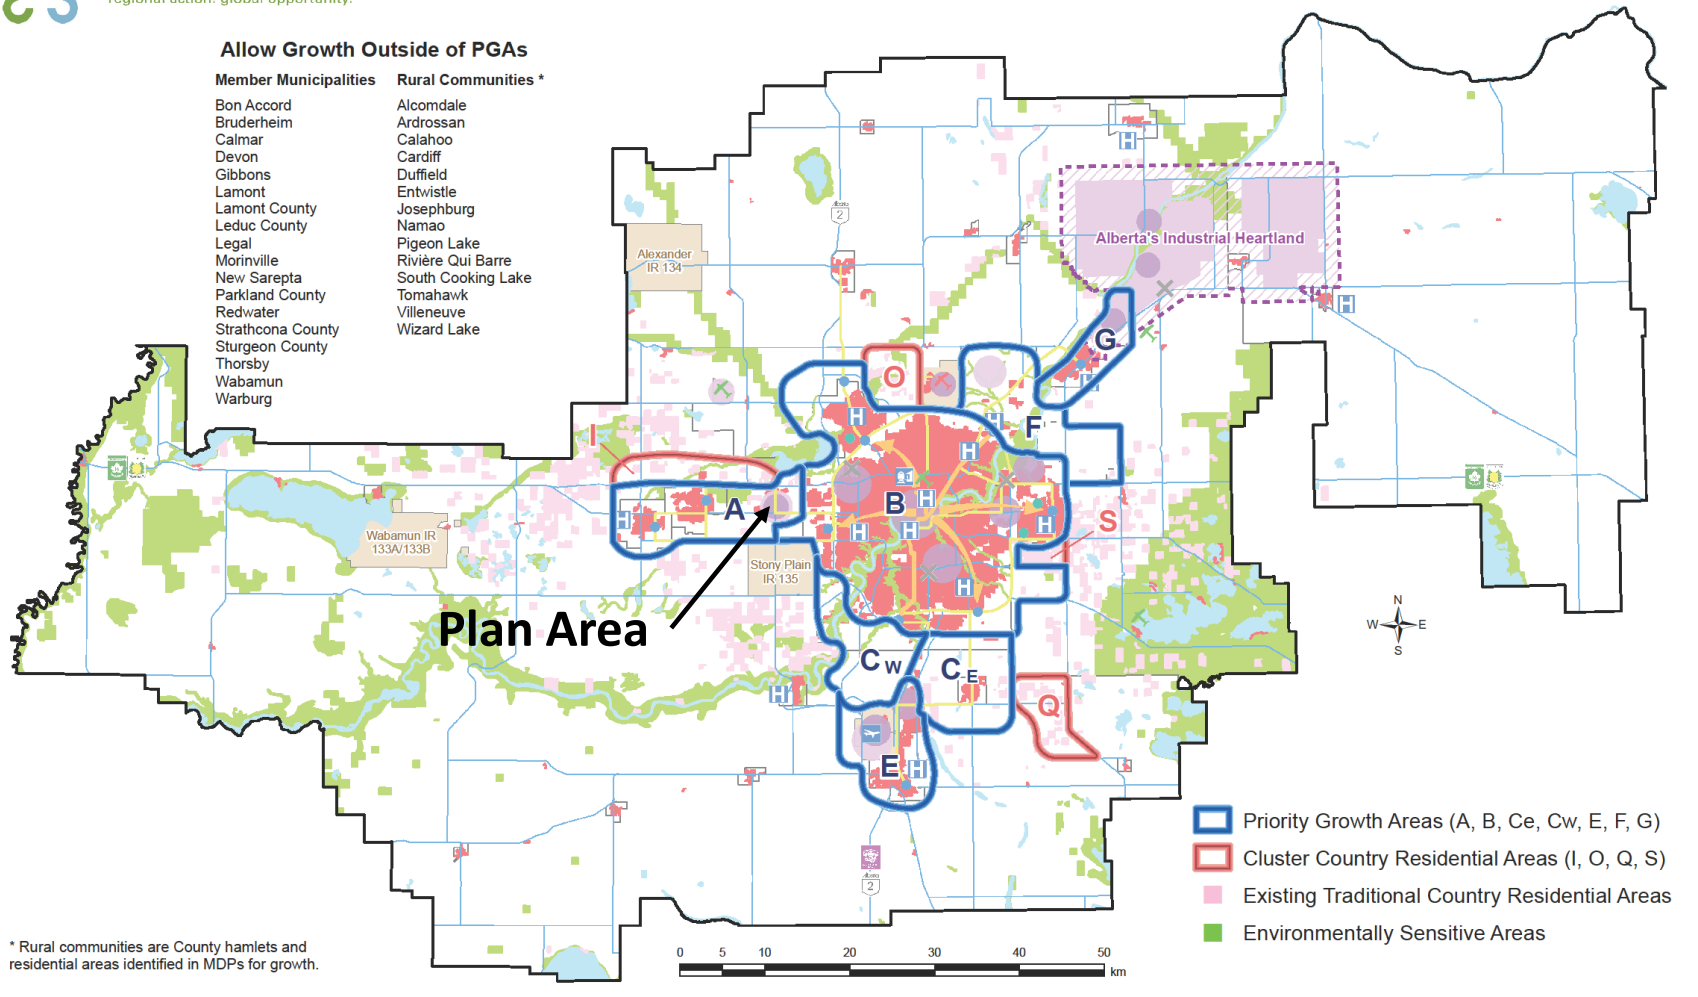 regional action. global opportunity.
Allow Growth Outside of PGAs
Member Municipalities
Bon Accord
Bruderheim
Calmar
Devon
Gibbons
Lamont
Lamont County
Leduc County
Legal
Morinville
New Sarepta
Parkland County
Redwater
Strathcona County
Sturgeon County
Thorsby
Wabamun
Warburg
Rural Communities *
Alcomdale
Ardrossan
Calahoo
Cardiff
Duffield
Entwistle
Josephburg
Namao
Pigeon Lake
Rivière Qui Barre
South Cooking Lake
Tomahawk
Villeneuve
Wizard Lake
H
Alberta
2
Alexander
IR 134
Alberta's Industrial Heartland
H
G
H
O
F
H
H
I
H
A
B
H
H
H
H
H
S
Wabamun IR
133A/133B
Stony Plain
IR 135
H
Plan Area
C W
C E
H
Q
E
H
Alberta
2
N
W
E
S
Priority Growth Areas (A, B, Ce, Cw, E, F, G)
Cluster Country Residential Areas (I, O, Q, S)
Existing Traditional Country Residential Areas
Environmentally Sensitive Areas
* Rural communities are County hamlets and
residential areas identified in MDPs for growth.
0 5 10 20 30 40 50
km